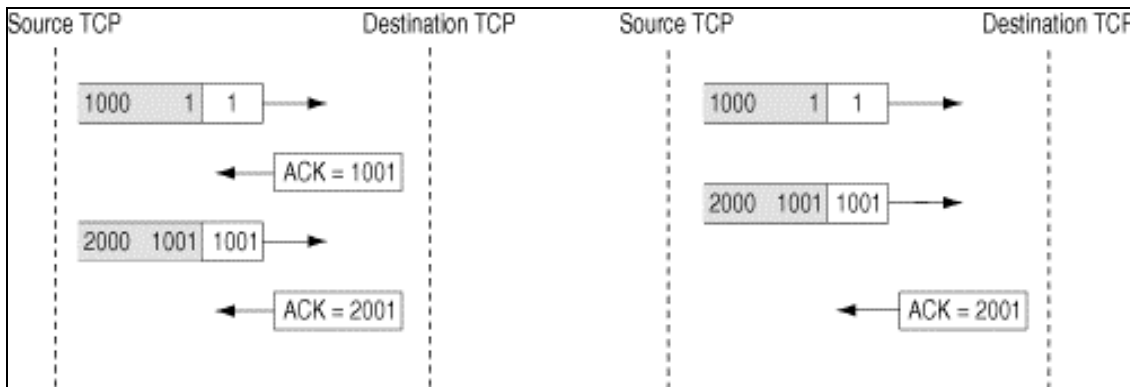 Source TCP Destination TCP Source TCP Destination TCP
1000 1 1
ACK = 1001
2000 1001 1001
ACK = 2001
1000 1 1
2000 1001 1001
ACK = 2001